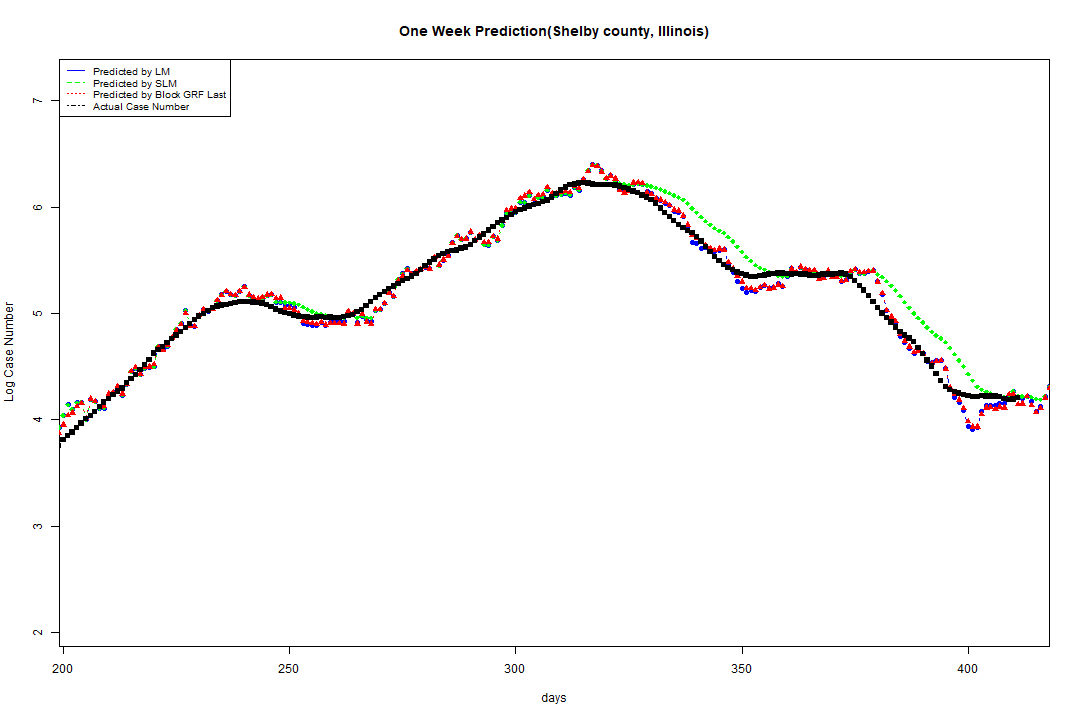 One Week Prediction(Shelby county, Illinois)
Predicted by LM
Predicted by SLM
Predicted by Block GRF Last
Actual Case Number
7
6
5
4
3
2
Log Case Number
200 250 300 350 400
days